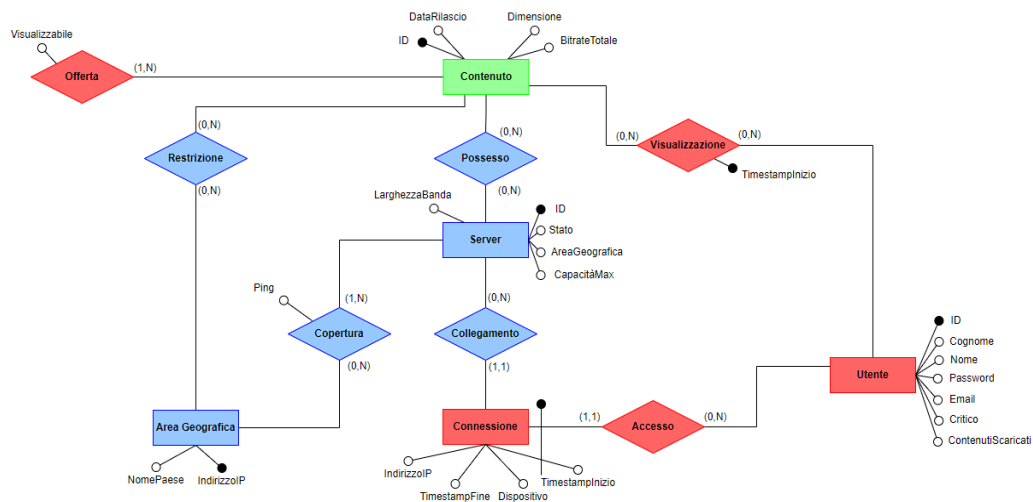 DataRilascio
Dimensione
Visualizzabile
ID
BitrateTotale
(1,N)
Offerta
Contenuto
(0,N)
(0,N)
(0,N)
(0,N)
Restrizione
Possesso
Visualizzazione
TimestampInizio
(0,N)
(0,N)
LarghezzaBanda
ID
Stato
Server
AreaGeografica
CapacitàMax
Ping
(1,N)
(0,N)
Copertura
Collegamento
ID
Cognome
Nome
(0,N)
(1,1)
Utente
Password
Email
Critico
ContenutiScaricati
(1,1)
(0,N)
Area Geografica
Connessione
Accesso
NomePaese
IndirizzoIP
IndirizzoIP
TimestampFine
Dispositivo
TimestampInizio